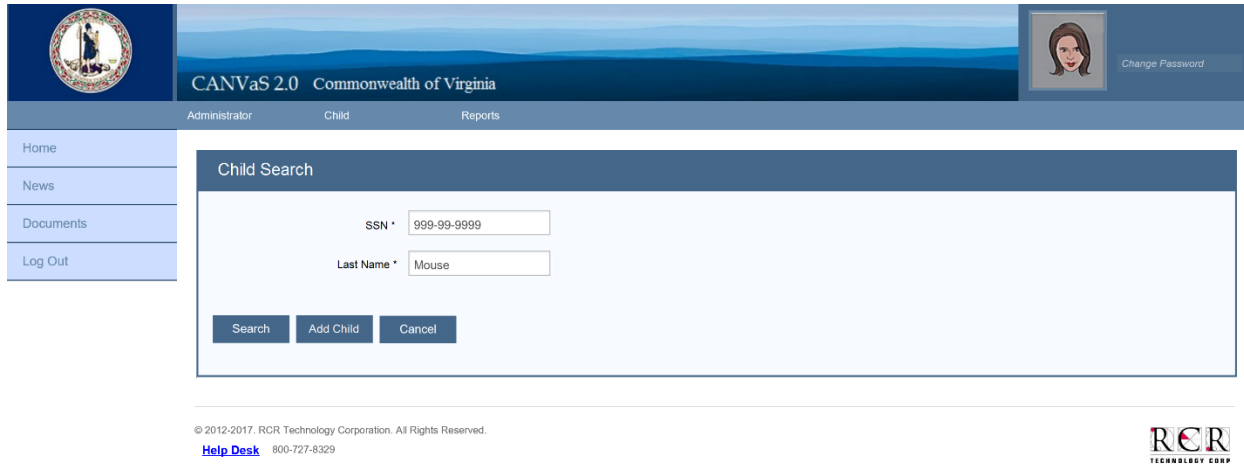 CANVaS 2.0 Commonwealth of Virginia
Change Password
Administrator Child Reports
Home
News
Documents
Log Out
Child Search
SSN * 999-99-9999
Last Name * Mouse
Search Add Child Cancel
© 2012-2017. RCR Technology Corporation. All Rights Reserved.
Help Desk 800-727-8329
RCR
TECHNOLOGY CORP